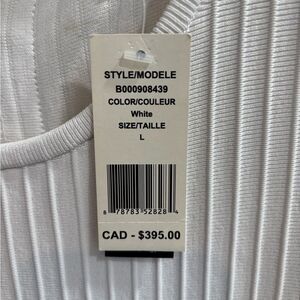 STYLE/MODELE
B000908439
COLOR/COULEUR
White
SIZE/TAILLE
L
8 78783 52828 4
CAD - $395.00